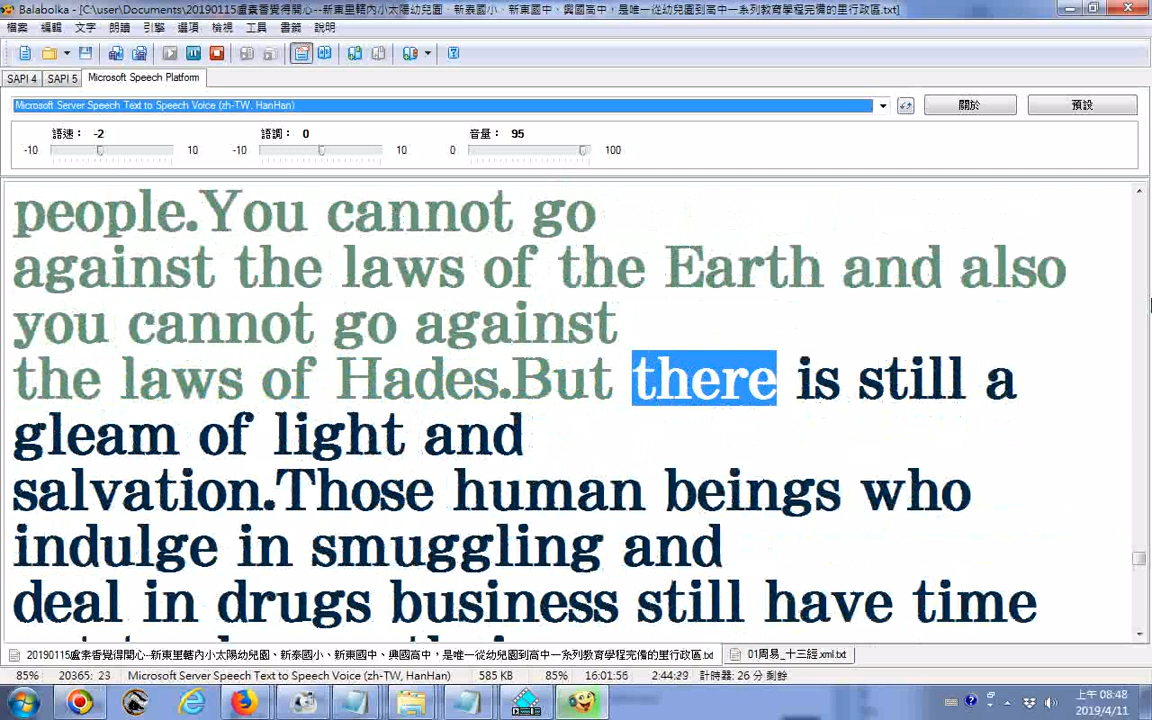 Balabolka - [C:\user\Documents\20190115盧素香覺得開心--新東里轄內小太陽幼兒園、新泰國小、新東國中、興國高中，是唯一從幼兒園到高中一系列教育學程完備的里行政區.txt]
檔案 編輯 文字 朗讀 引擎 選項 檢視 工具 書籤 說明
SAPI 4 SAPI 5 Microsoft Speech Platform
Microsoft Server Speech Text to Speech Voice (zh-TW, HanHan) 關於 預設
語速： -2 語調： 0 音量： 95
-10 10 -10 10 0 100
people.You cannot go
against the laws of the Earth and also
you cannot go against
the laws of Hades.But there is still a
gleam of light and
salvation.Those human beings who
indulge in smuggling and
deal in drugs business still have time
20190115盧素香覺得開心--新東里轄內小太陽幼兒園、新泰國小、新東國中、興國高中，是唯一從幼兒園到高中一系列教育學程完備的里行政區.txt 01周易_十三經.xml.txt
85% 20365: 23 Microsoft Server Speech Text to Speech Voice (zh-TW, HanHan) 585 KB 85% 16:01:56 2:44:29 計時器: 26 分 剩餘
上午 08:48
2019/4/11